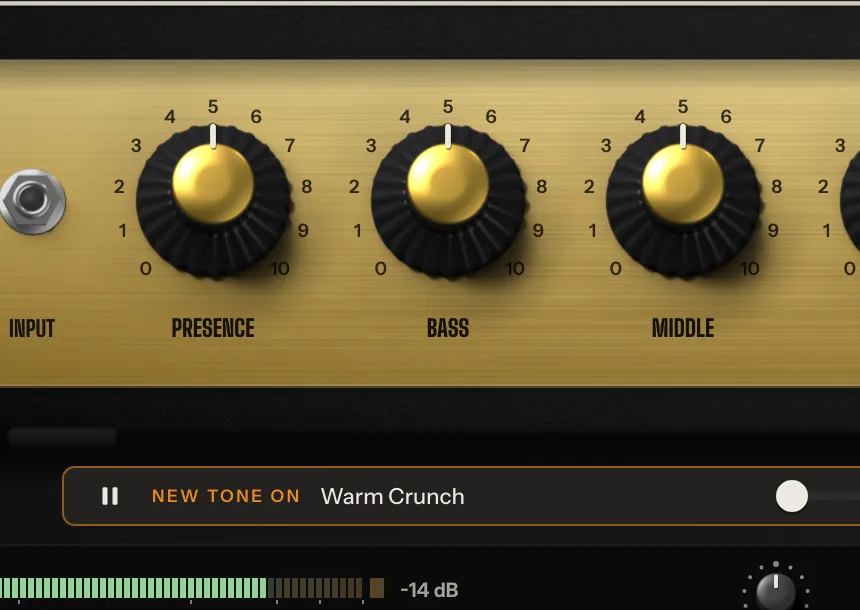 5 5 5
4 6 4 6 4 6
3 7 3 7 3 7 3
2 8 2 8 2 8 2
1 9 1 9 1 9 1
0 10 0 10 0 10 0
INPUT PRESENCE BASS MIDDLE
NEW TONE ON Warm Crunch
-14 dB